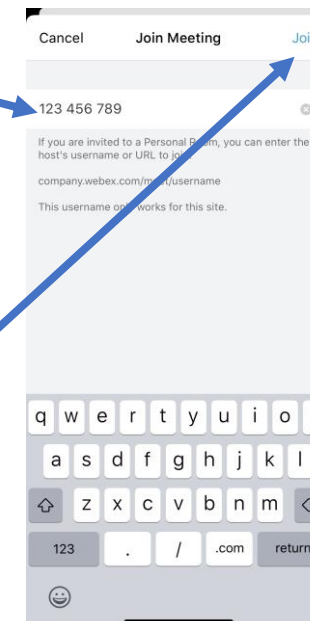 Cancel Join Meeting Joi
123 456 789
If you are invited to a Personal Room, you can enter the
host's username or URL to join.
company.webex.com/meet/username
This username only works for this site.
q w e r t y u i o
a s d f g h j k l
z x c v b n m
123 . / .com return